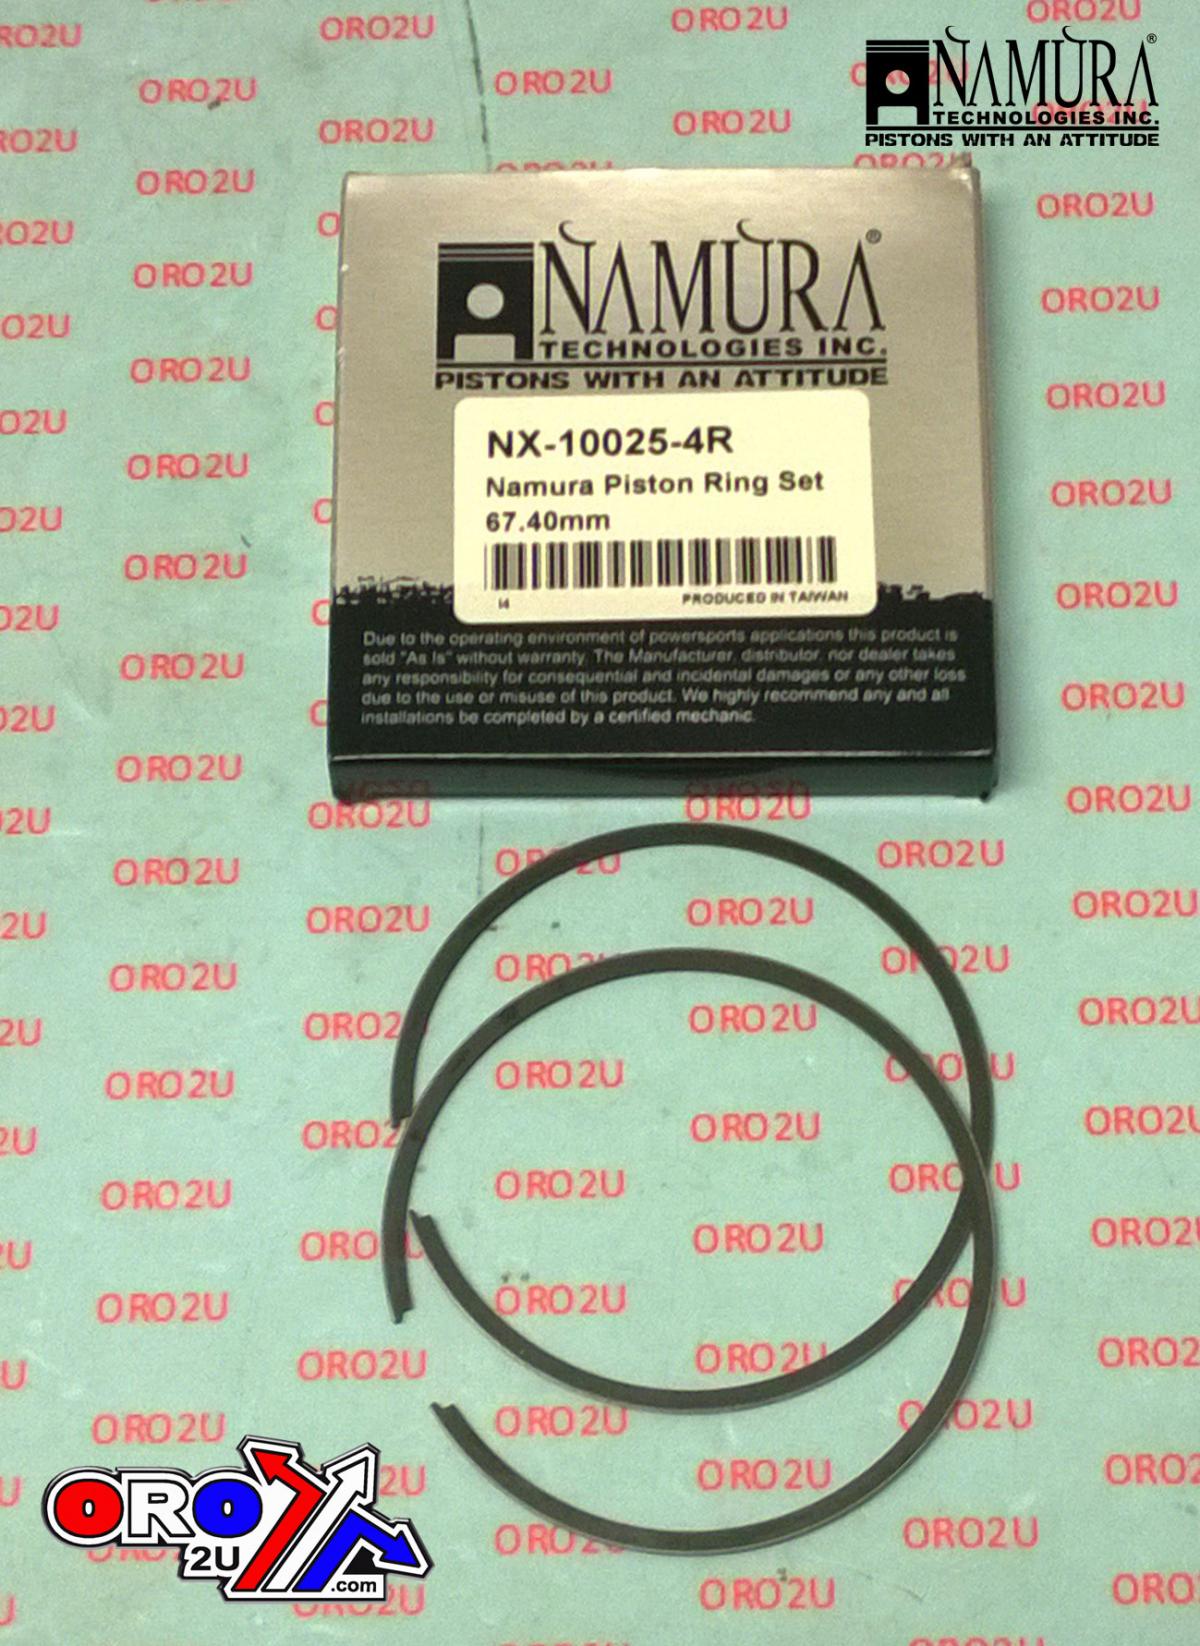 NAMURA®
TECHNOLOGIES INC.
PISTONS WITH AN ATTITUDE
NAMURA®
TECHNOLOGIES INC.
PISTONS WITH AN ATTITUDE
NX-10025-4R
Namura Piston Ring Set
67.40mm
I4 PRODUCED IN TAIWAN
Due to the operating environment of powersports applications this product is
sold "As Is" without warranty. The Manufacturer, distributor, nor dealer takes
any responsibility for consequential and incidental damages or any other loss
due to the use or misuse of this product. We highly recommend any and all
installations be completed by a certified mechanic.
ORO
2U
.com
ORO2U